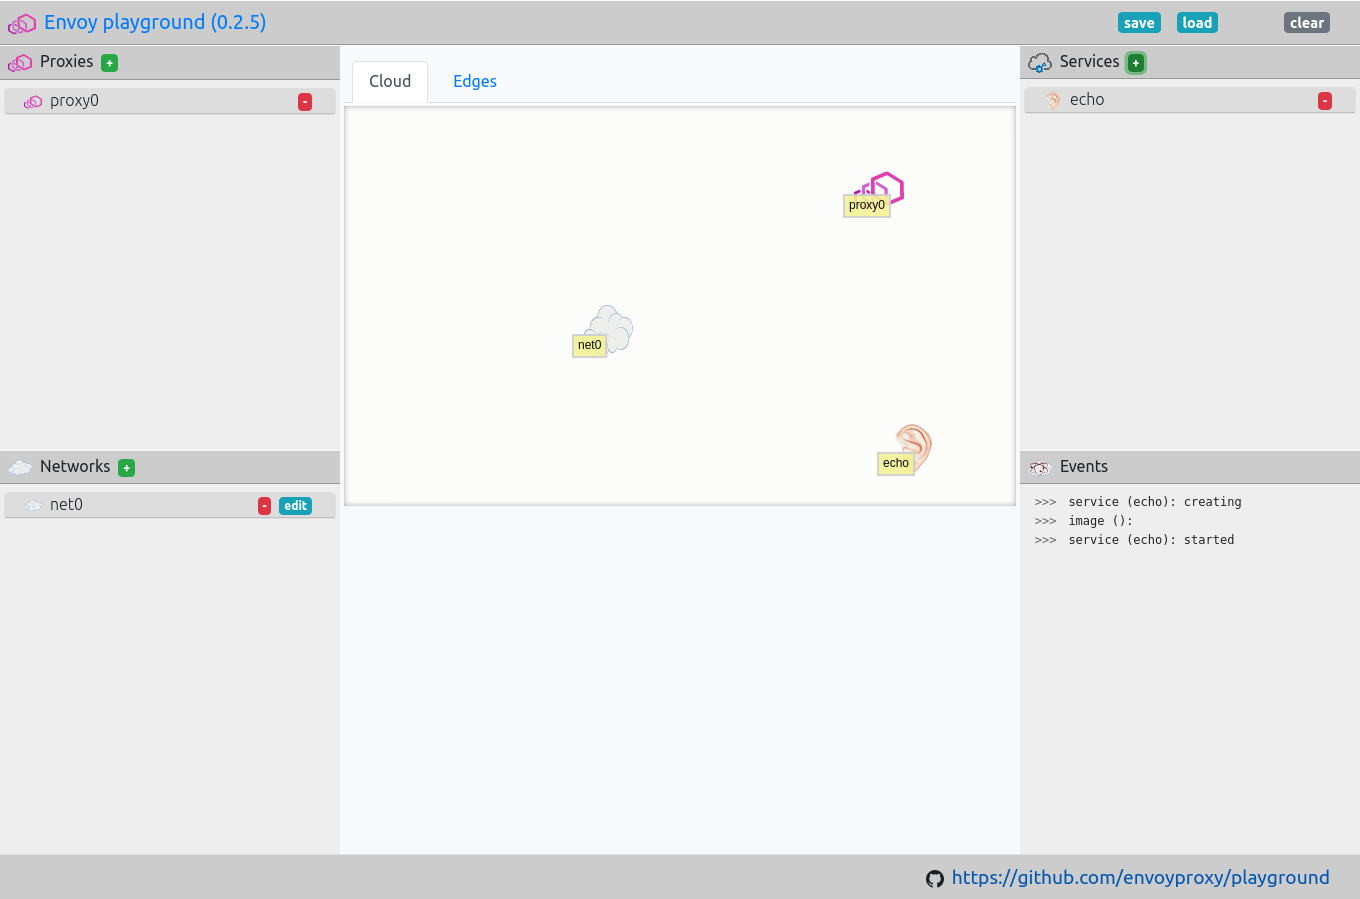 Envoy playground (0.2.5)
save
load
clear
Proxies +
proxy0 -
Cloud
Edges
proxy0
net0
echo
Services +
echo -
Networks +
net0 - edit
Events
>>> service (echo): creating
>>> image ():
>>> service (echo): started
https://github.com/envoyproxy/playground